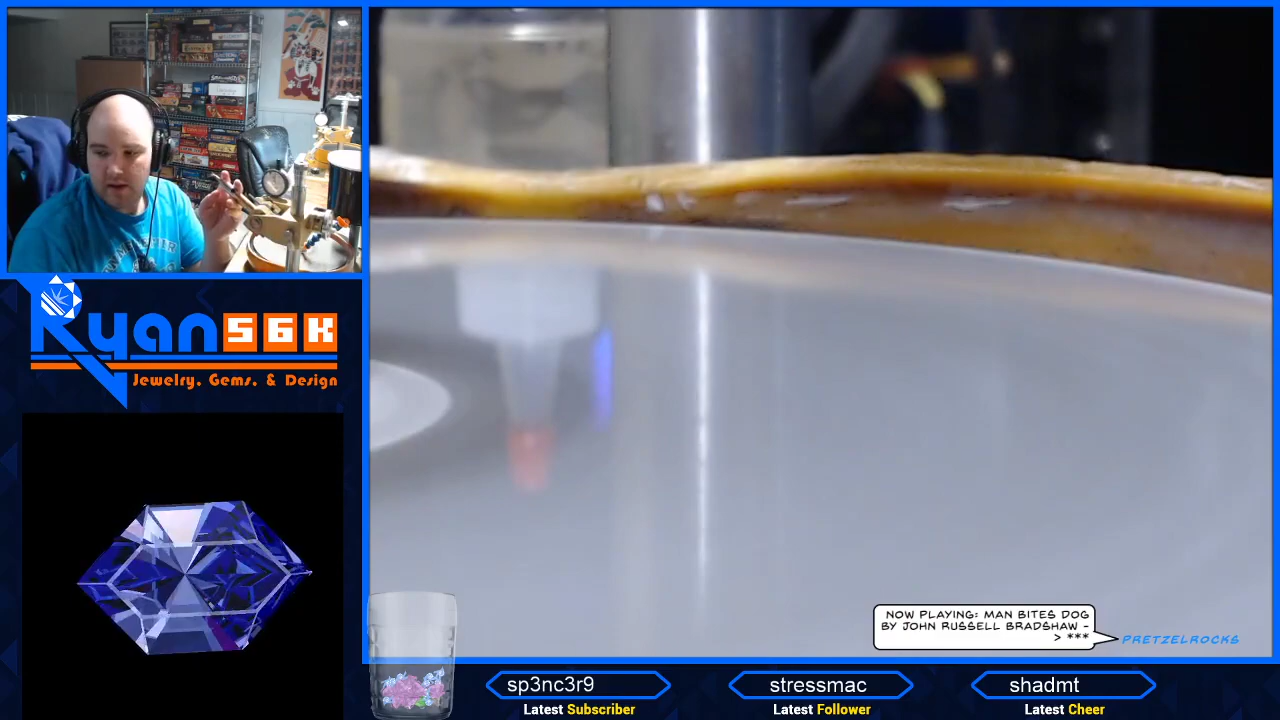 Ryan56K
Jewelry, Gems, & Design
NOW PLAYING: MAN BITES DOG
BY JOHN RUSSELL BRADSHAW -
> ***
PRETZELROCKS
sp3nc3r9
Latest Subscriber
stressmac
Latest Follower
shadmt
Latest Cheer